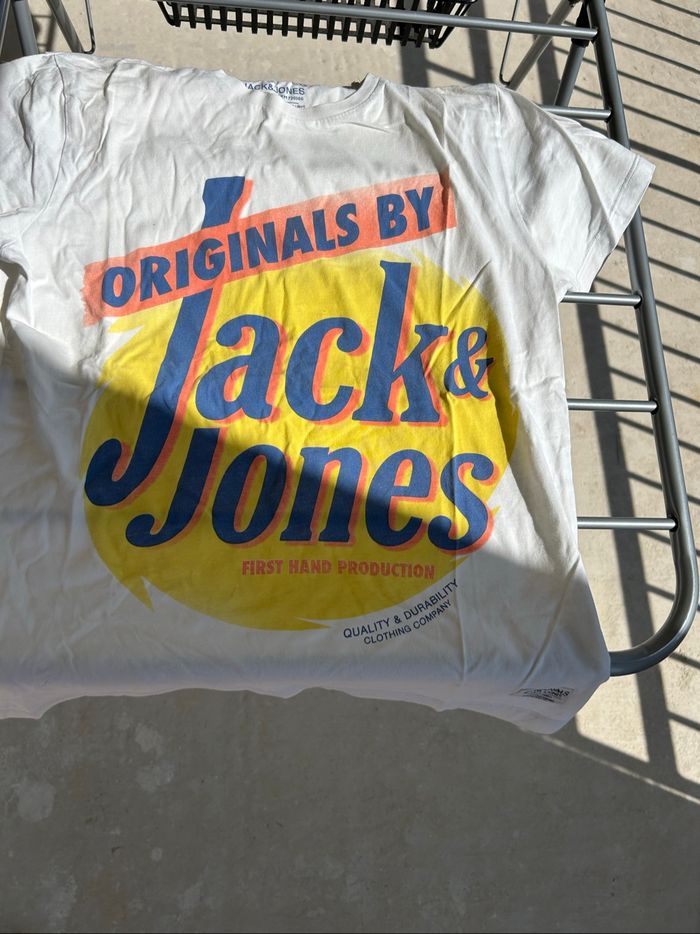 JACK&JONES
ORIGINALS BY
Jack&
Jones
FIRST HAND PRODUCTION
QUALITY & DURABILITY
CLOTHING COMPANY